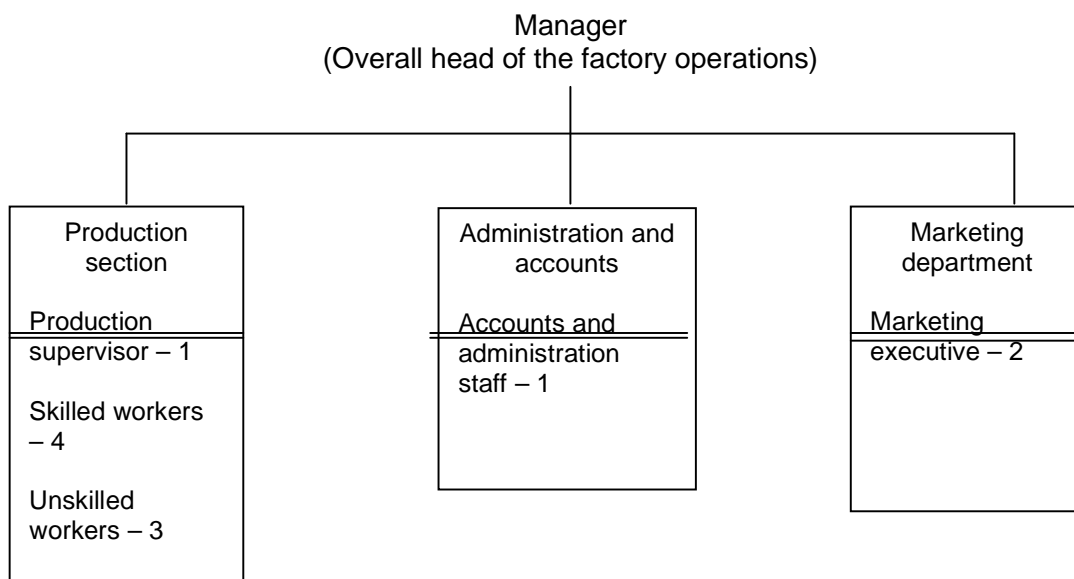 Manager
(Overall head of the factory operations)
Production
section
Production
supervisor – 1
Skilled workers
– 4
Unskilled
workers – 3
Administration and
accounts
Accounts and
administration
staff – 1
Marketing
department
Marketing
executive – 2